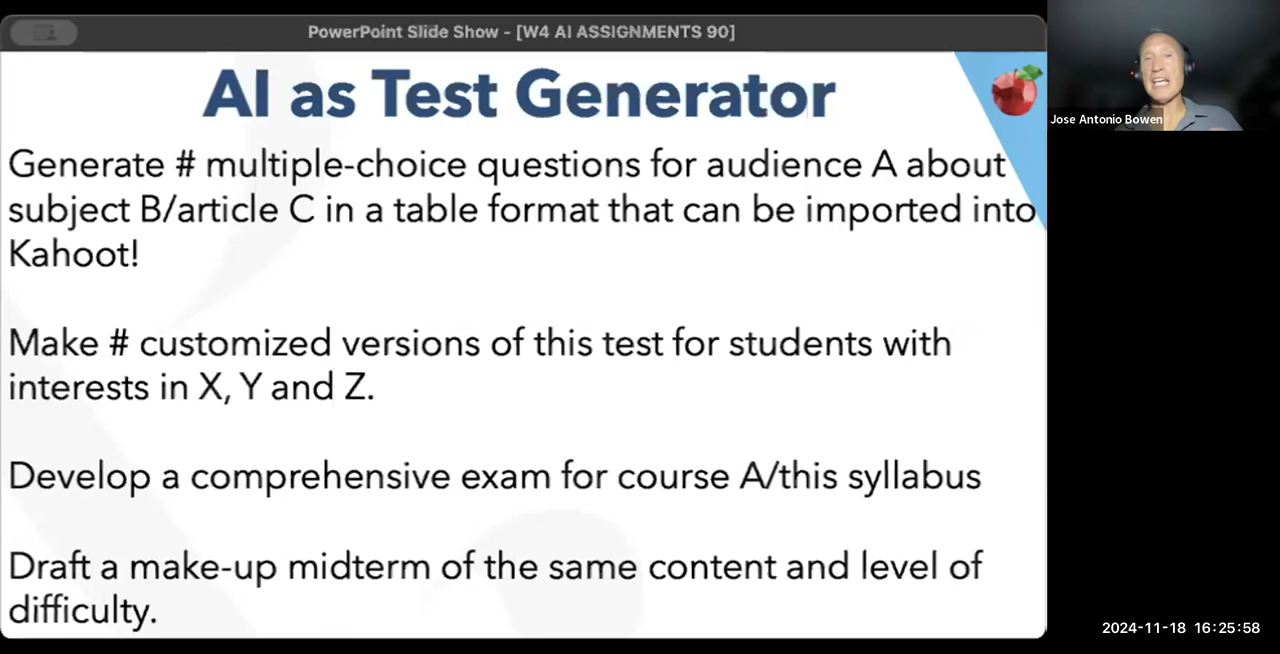 PowerPoint Slide Show - [W4 AI ASSIGNMENTS 90]
AI as Test Generator
Generate # multiple-choice questions for audience A about
subject B/article C in a table format that can be imported into
Kahoot!
Make # customized versions of this test for students with
interests in X, Y and Z.
Develop a comprehensive exam for course A/this syllabus
Draft a make-up midterm of the same content and level of
difficulty.
Jose Antonio Bowen
2024-11-18 16:25:58